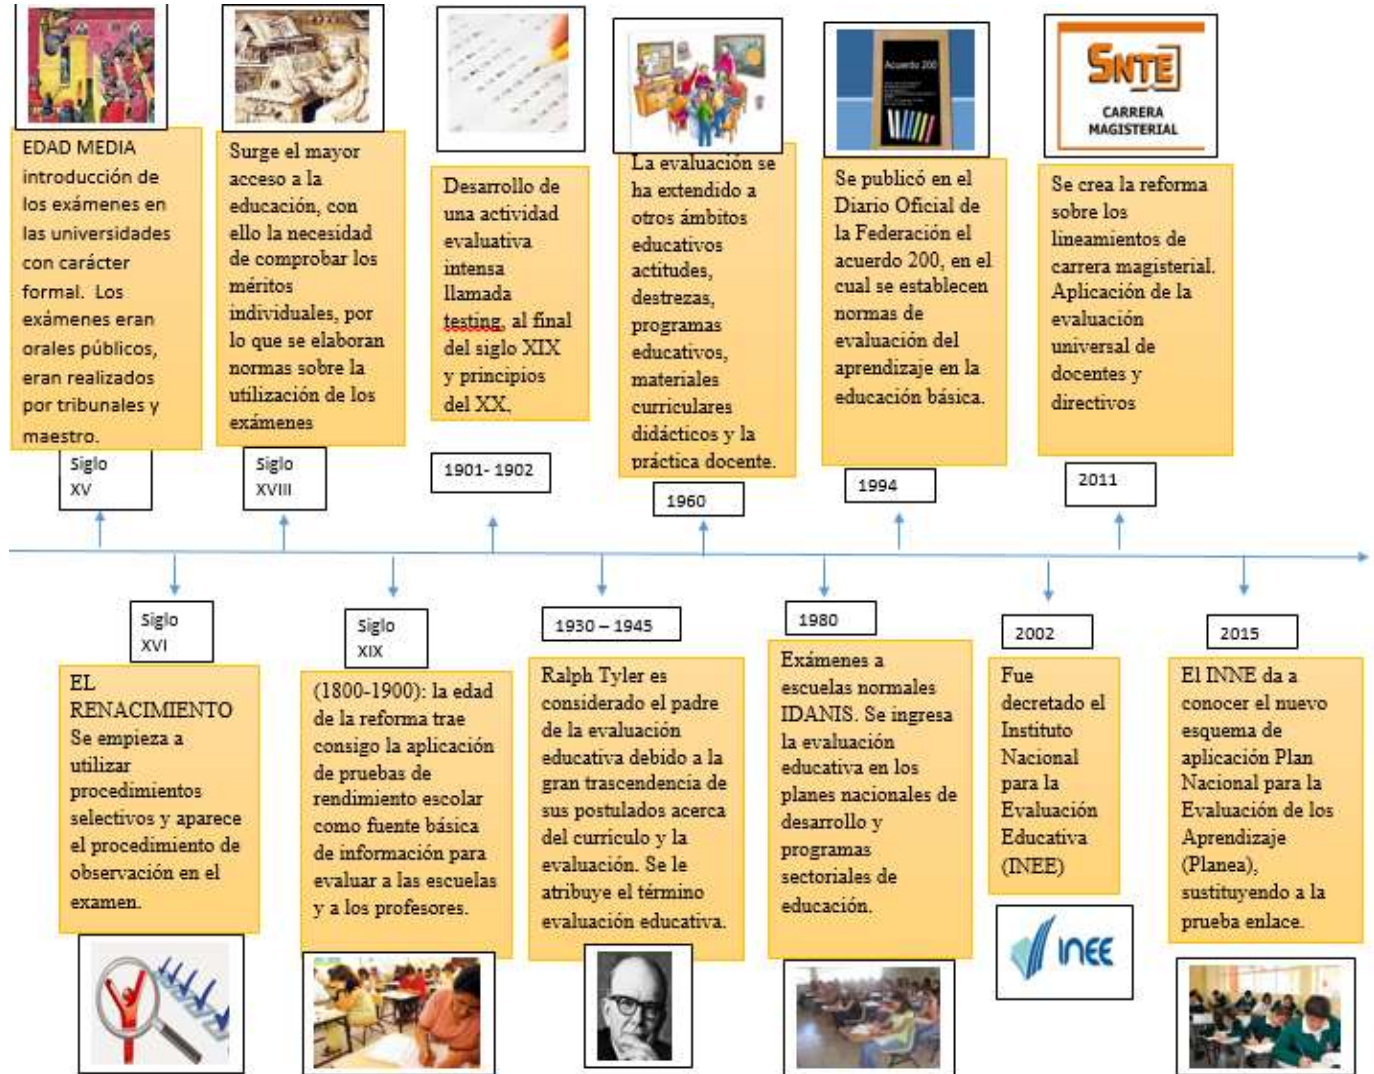 Acuerdo 200
SNTE
CARRERA
MAGISTERIAL
EDAD MEDIA
introducción de
los exámenes en
las universidades
con carácter
formal. Los
exámenes eran
orales públicos,
eran realizados
por tribunales y
maestro.
Siglo
XV
Surge el mayor
acceso a la
educación, con
ello la necesidad
de comprobar los
méritos
individuales, por
lo que se elaboran
normas sobre la
utilización de los
exámenes
Siglo
XVIII
Desarrollo de
una actividad
evaluativa
intensa
llamada
testing, al final
del siglo XIX
y principios
del XX,
1901- 1902
La evaluación se
ha extendido a
otros ámbitos
educativos
actitudes,
destrezas,
programas
educativos,
materiales
curriculares
didácticos y la
práctica docente.
1960
Se publicó en el
Diario Oficial de
la Federación el
acuerdo 200, en el
cual se establecen
normas de
evaluación del
aprendizaje en la
educación básica.
1994
Se crea la reforma
sobre los
lineamientos de
carrera magisterial.
Aplicación de la
evaluación
universal de
docentes y
directivos
2011
Siglo
XVI
EL
RENACIMIENTO
Se empieza a
utilizar
procedimientos
selectivos y aparece
el procedimiento de
observación en el
examen.
Siglo
XIX
(1800-1900): la edad
de la reforma trae
consigo la aplicación
de pruebas de
rendimiento escolar
como fuente básica
de información para
evaluar a las escuelas
y a los profesores.
1930 – 1945
Ralph Tyler es
considerado el padre
de la evaluación
educativa debido a la
gran trascendencia de
sus postulados acerca
del currículo y la
evaluación. Se le
atribuye el término
evaluación educativa.
1980
Exámenes a
escuelas normales
IDANIS. Se ingresa
la evaluación
educativa en los
planes nacionales de
desarrollo y
programas
sectoriales de
educación.
2002
Fue
decretado el
Instituto
Nacional
para la
Evaluación
Educativa
(INEE)
INEE
2015
El INNE da a
conocer el nuevo
esquema de
aplicación Plan
Nacional para la
Evaluación de los
Aprendizaje
(Planea),
sustituyendo a la
prueba enlace.